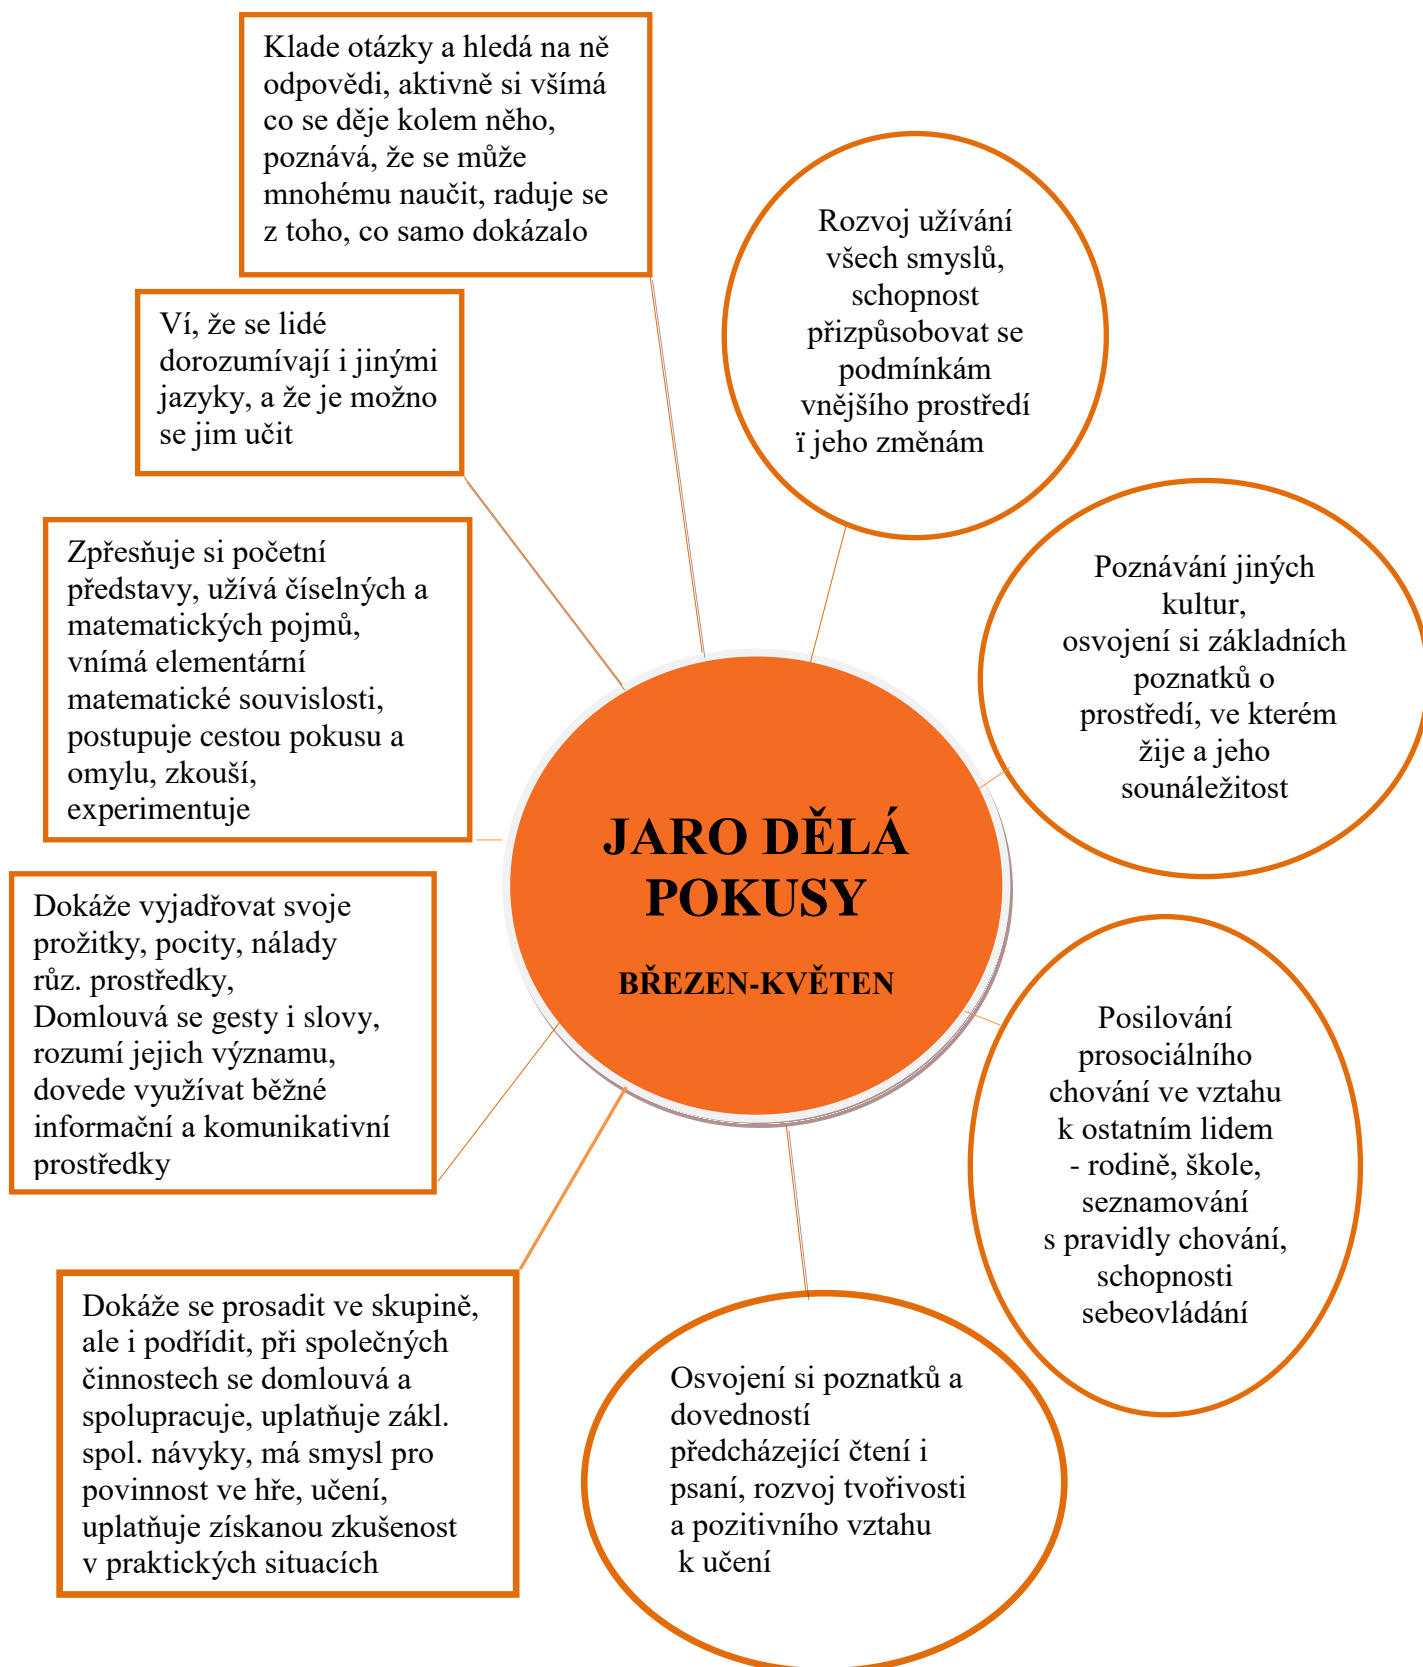 Klade otázky a hledá na ně
odpovědi, aktivně si všímá
co se děje kolem něho,
poznává, že se může
mnohému naučit, raduje se
z toho, co samo dokázalo
Rozvoj užívání
všech smyslů,
schopnost
přizpůsobovat se
podmínkám
vnějšího prostředí
ï jeho změnám
Ví, že se lidé
dorozumívají i jinými
jazyky, a že je možno
se jim učit
Poznávání jiných
kultur,
osvojení si základních
poznatků o
prostředí, ve kterém
žije a jeho
sounáležitost
Zpřesňuje si početní
představy, užívá číselných a
matematických pojmů,
vnímá elementární
matematické souvislosti,
postupuje cestou pokusu a
omylu, zkouší,
experimentuje
JARO DĚLÁ
POKUSY
BŘEZEN-KVĚTEN
Dokáže vyjadřovat svoje
prožitky, pocity, nálady
růz. prostředky,
Domlouvá se gesty i slovy,
rozumí jejich významu,
dovede využívat běžné
informační a komunikativní
prostředky
Posilování
prosociálního
chování ve vztahu
k ostatním lidem
- rodině, škole,
seznamování
s pravidly chování,
schopnosti
sebeovládání
Dokáže se prosadit ve skupině,
ale i podřídit, při společných
činnostech se domlouvá a
spolupracuje, uplatňuje zákl.
spol. návyky, má smysl pro
povinnost ve hře, učení,
uplatňuje získanou zkušenost
v praktických situacích
Osvojení si poznatků a
dovedností
předcházející čtení i
psaní, rozvoj tvořivosti
a pozitivního vztahu
k učení